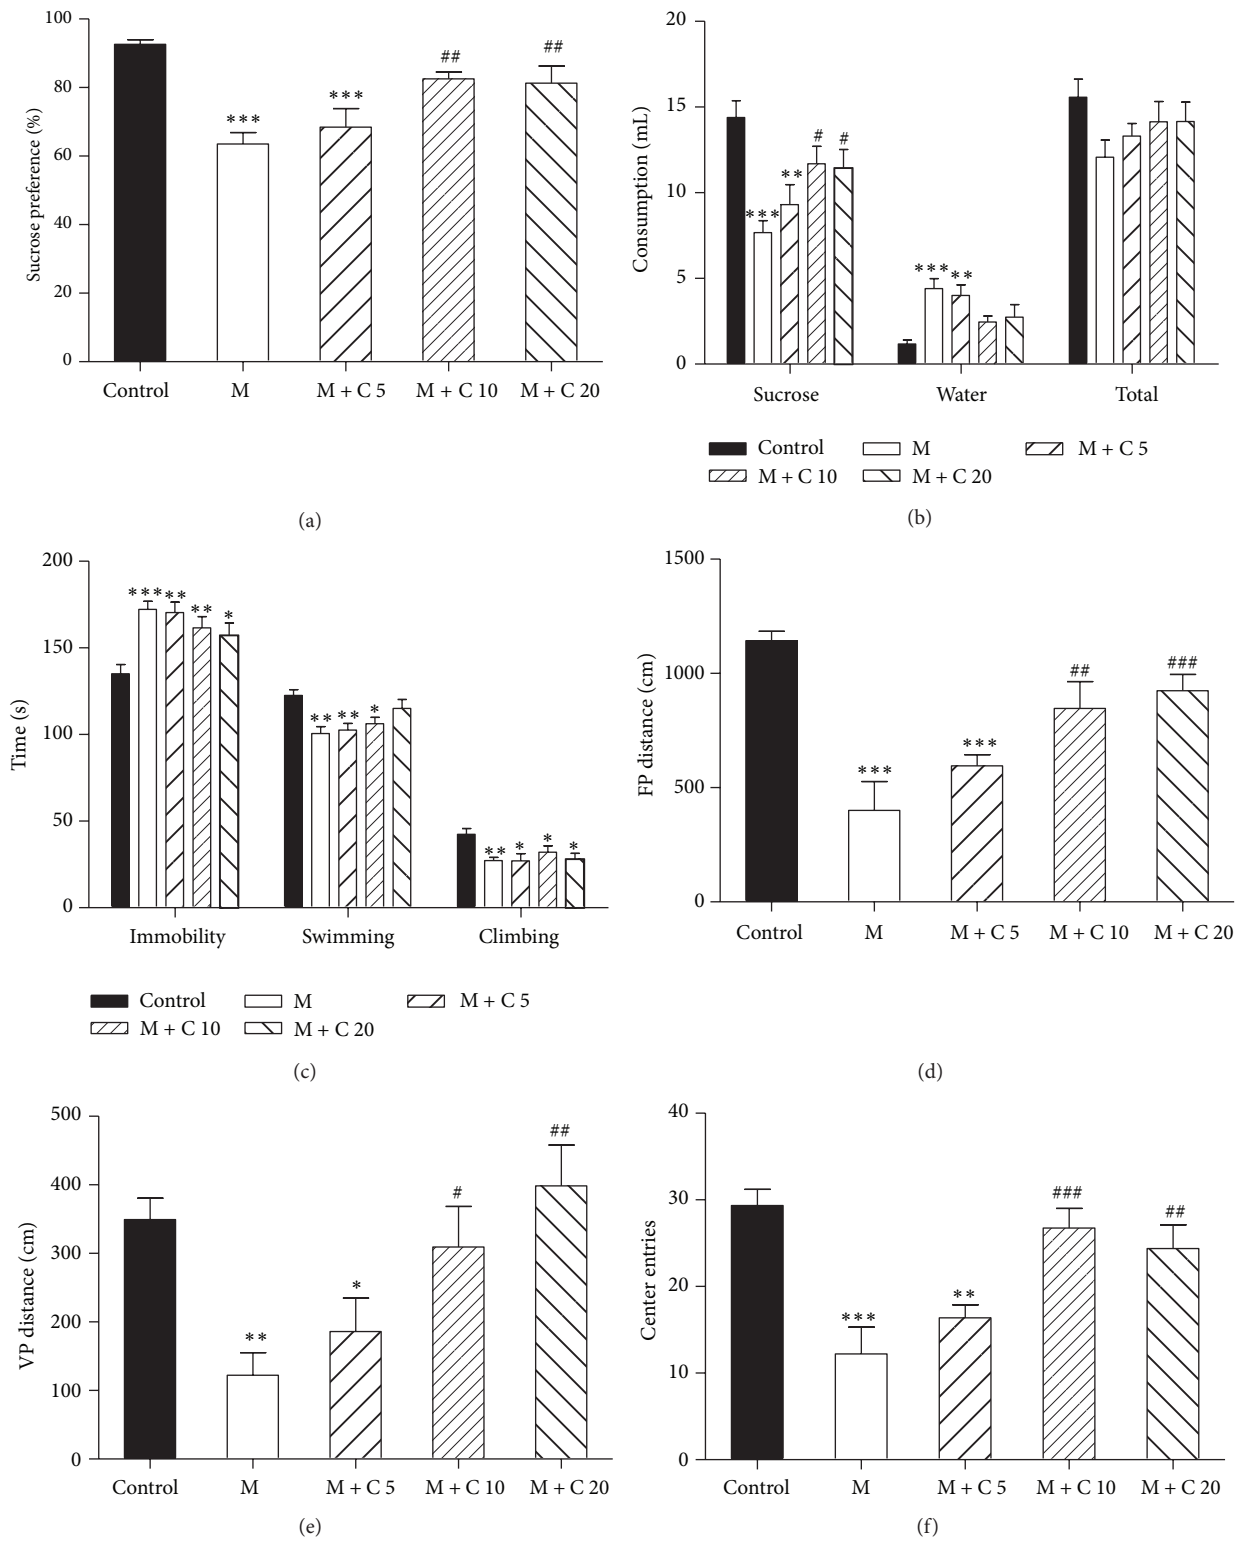 100
80
60
40
20
0
Sucrose preference (%)
***
***
##
##
Control M M + C 5 M + C 10 M + C 20
(a)
20
15
10
5
0
Consumption (mL)
***
**
#
#
***
**
Sucrose Water Total
Control M M + C 5
M + C 10 M + C 20
(b)
200
150
100
50
0
Time (s)
***
**
**
*
**
**
*
**
*
*
*
Immobility Swimming Climbing
Control M M + C 5
M + C 10 M + C 20
(c)
1500
1000
500
0
FP distance (cm)
***
***
##
###
Control M M + C 5 M + C 10 M + C 20
(d)
500
400
300
200
100
0
VP distance (cm)
**
*
#
##
Control M M + C 5 M + C 10 M + C 20
(e)
40
30
20
10
0
Center entries
***
**
###
##
Control M M + C 5 M + C 10 M + C 20
(f)